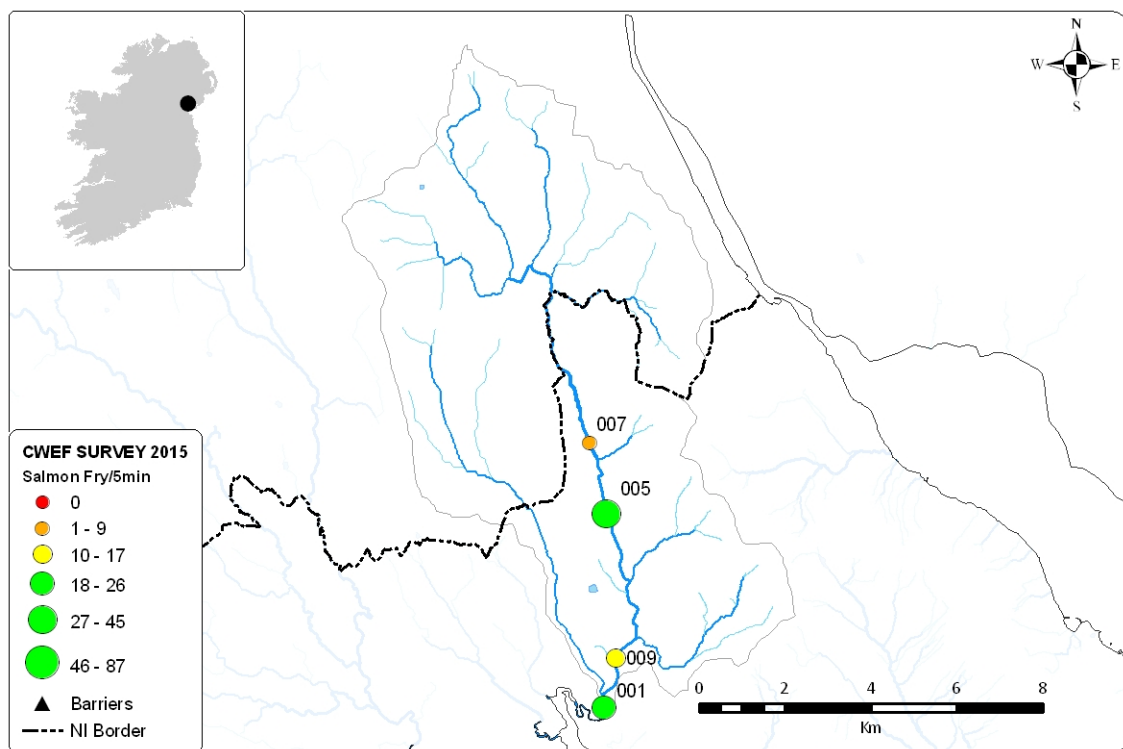 N
W E
S
007
005
009
001
CWEF SURVEY 2015
Salmon Fry/5min
0
1 - 9
10 - 17
18 - 26
27 - 45
46 - 87
Barriers
NI Border
0 2 4 6 8
Km